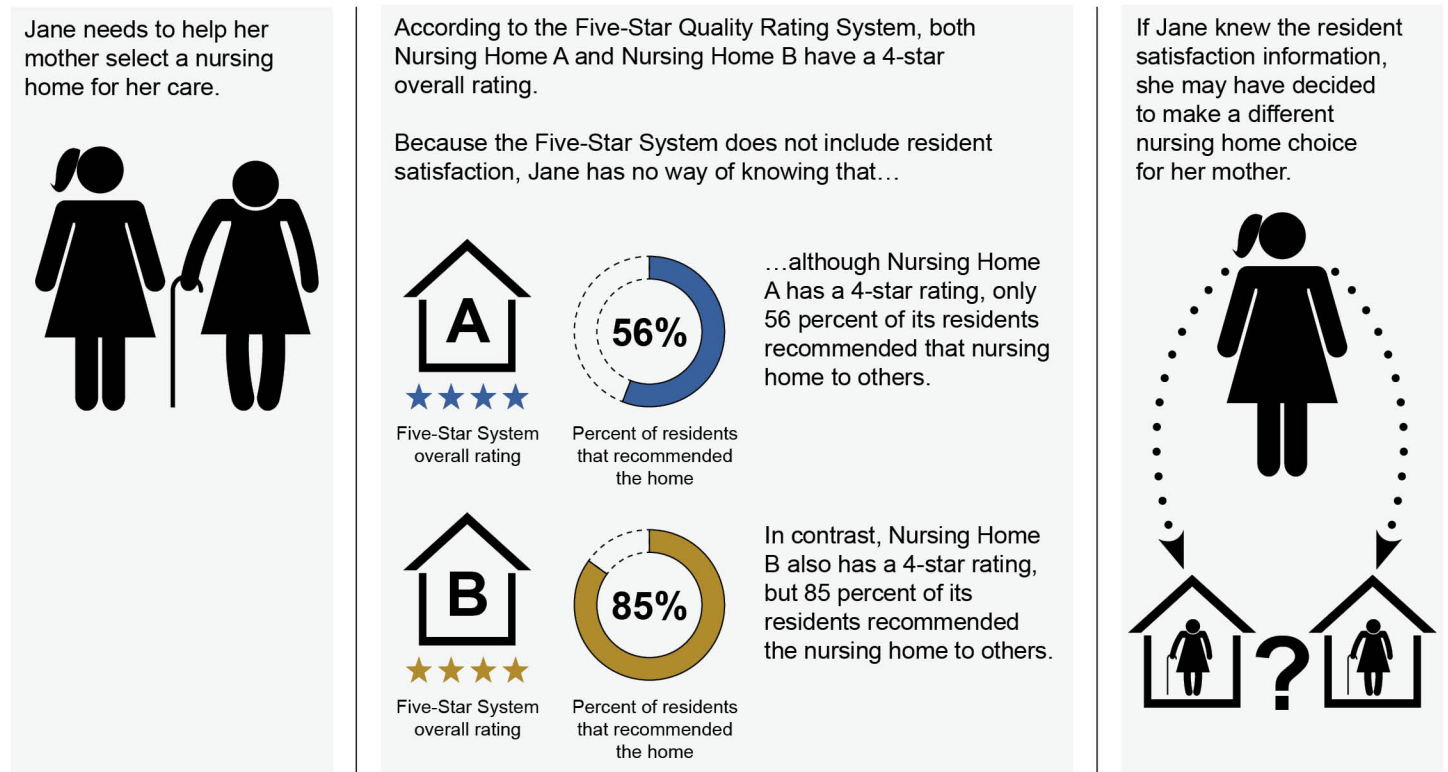 Jane needs to help her
mother select a nursing
home for her care.
According to the Five-Star Quality Rating System, both
Nursing Home A and Nursing Home B have a 4-star
overall rating.
Because the Five-Star System does not include resident
satisfaction, Jane has no way of knowing that…
A
56%
Five-Star System
overall rating
Percent of residents
that recommended
the home
…although Nursing Home
A has a 4-star rating, only
56 percent of its residents
recommended that nursing
home to others.
B
85%
Five-Star System
overall rating
Percent of residents
that recommended
the home
In contrast, Nursing Home
B also has a 4-star rating,
but 85 percent of its
residents recommended
the nursing home to others.
If Jane knew the resident
satisfaction information,
she may have decided
to make a different
nursing home choice
for her mother.
?